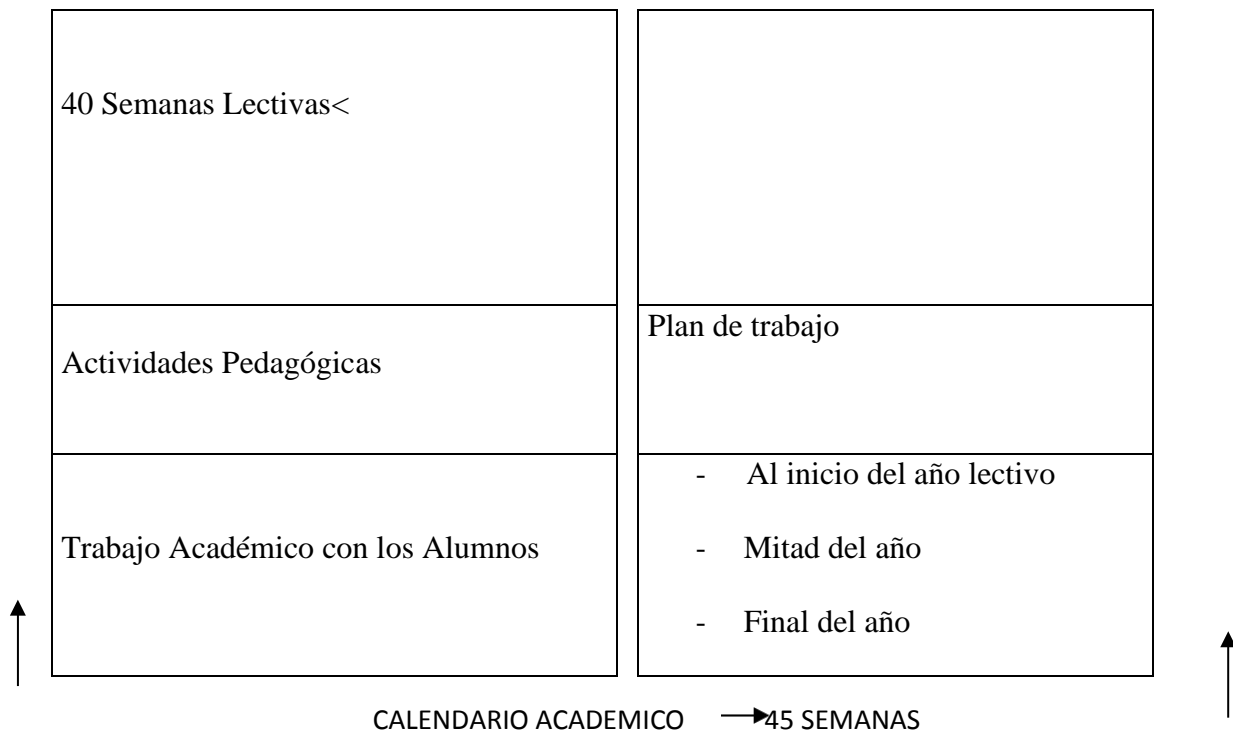 40 Semanas Lectivas<
Actividades Pedagógicas
Trabajo Académico con los Alumnos
Plan de trabajo
- Al inicio del año lectivo
- Mitad del año
- Final del año
CALENDARIO ACADEMICO 45 SEMANAS